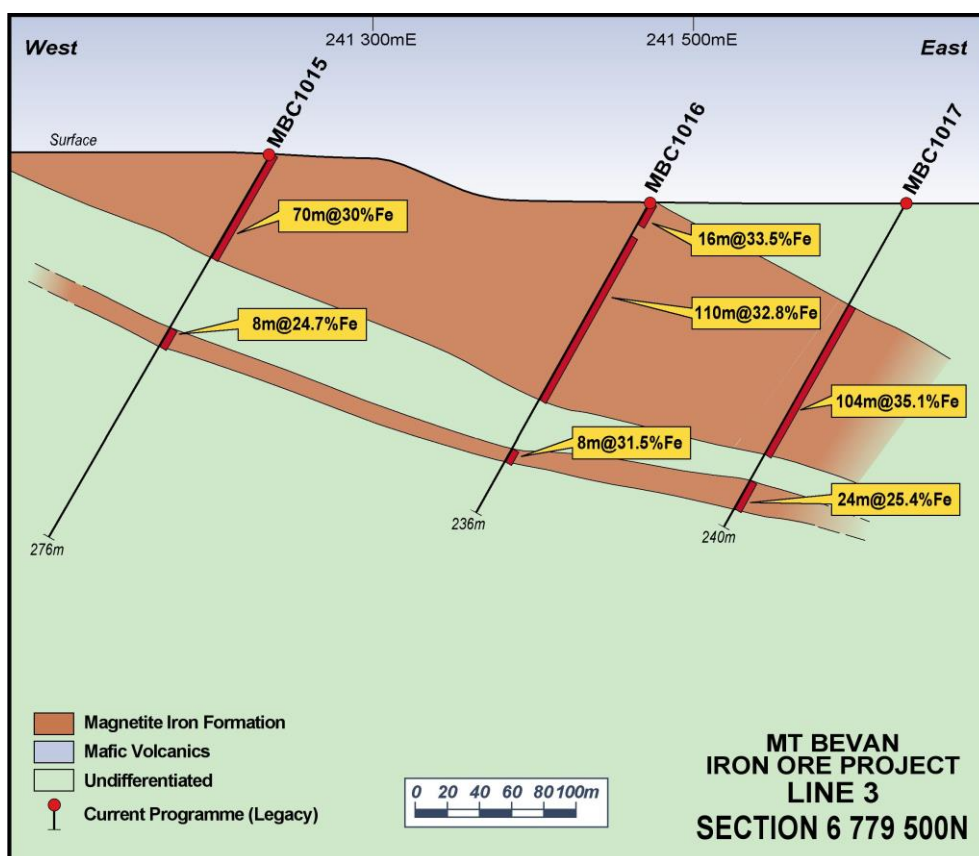 241 300mE
241 500mE
West
East
MBC1015
MBC1016
MBC1017
Surface
70m@30%Fe
16m@33.5%Fe
110m@32.8%Fe
8m@24.7%Fe
104m@35.1%Fe
8m@31.5%Fe
24m@25.4%Fe
276m
236m
240m
Magnetite Iron Formation
Mafic Volcanics
Undifferentiated
Current Programme (Legacy)
0 20 40 60 80 100m
MT BEVAN
IRON ORE PROJECT
LINE 3
SECTION 6 779 500N